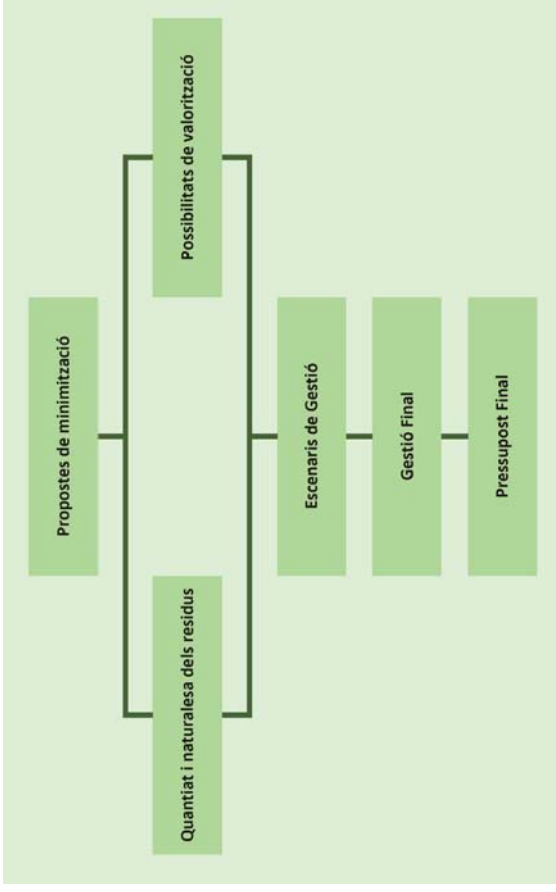 Propostes de minimització
Quantiat i naturalesa dels residus
Possibilitats de valorització
Escenaris de Gestió
Gestió Final
Pressupost Final